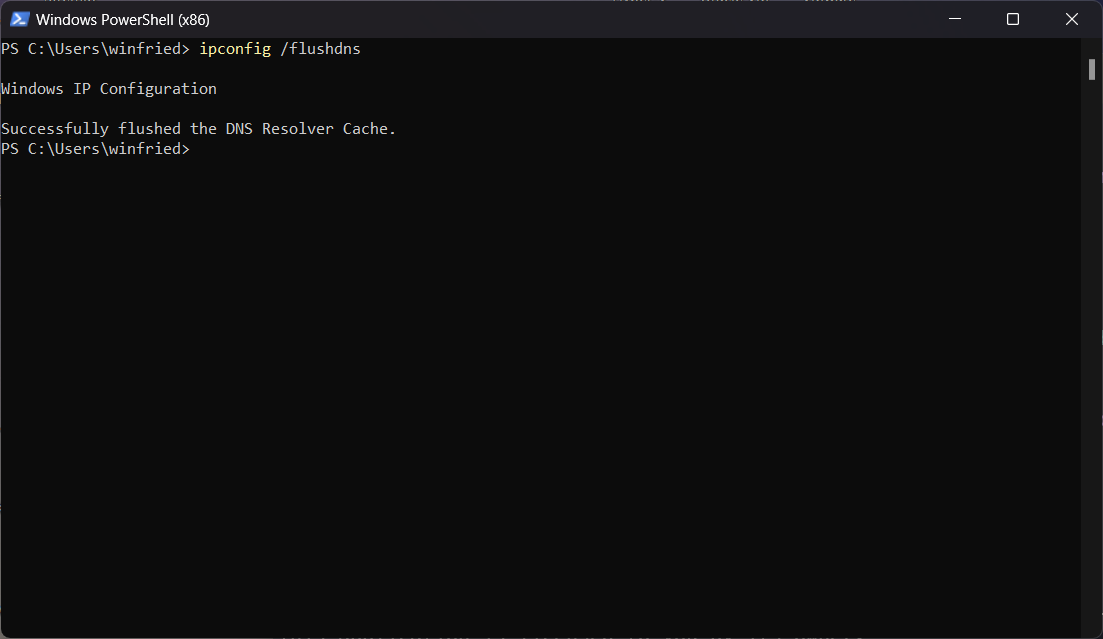 Windows PowerShell (x86)
PS C:\Users\winfried> ipconfig /flushdns
Windows IP Configuration
Successfully flushed the DNS Resolver Cache.
PS C:\Users\winfried>